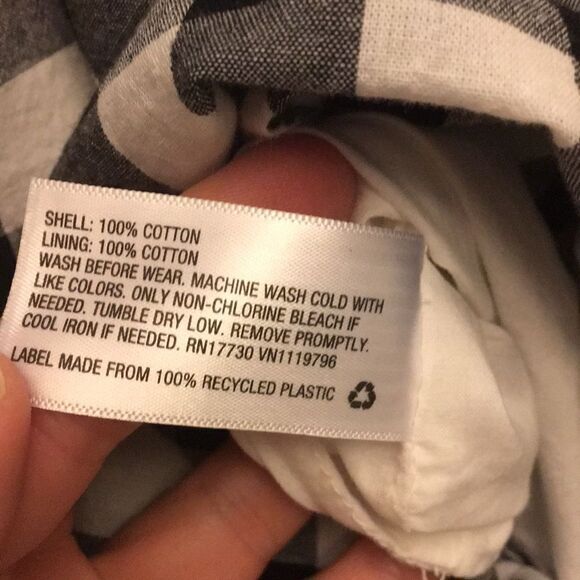 SHELL: 100% COTTON
LINING: 100% COTTON
WASH BEFORE WEAR. MACHINE WASH COLD WITH
LIKE COLORS. ONLY NON-CHLORINE BLEACH IF
NEEDED. TUMBLE DRY LOW. REMOVE PROMPTLY.
COOL IRON IF NEEDED. RN17730 VN1119796
LABEL MADE FROM 100% RECYCLED PLASTIC